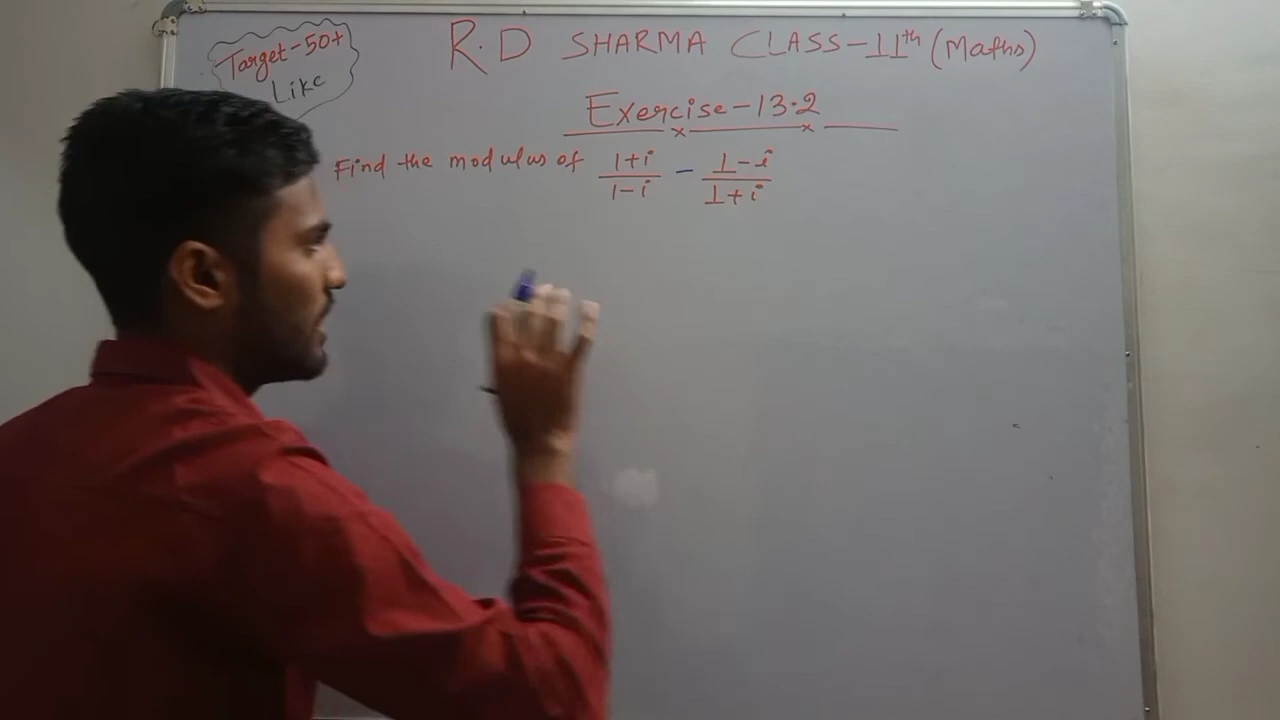 Target-50+
Like
R.D SHARMA CLASS-11th (Maths)
Exercise-13.2
Find the modulus of 1+i/1-i - 1-i/1+i